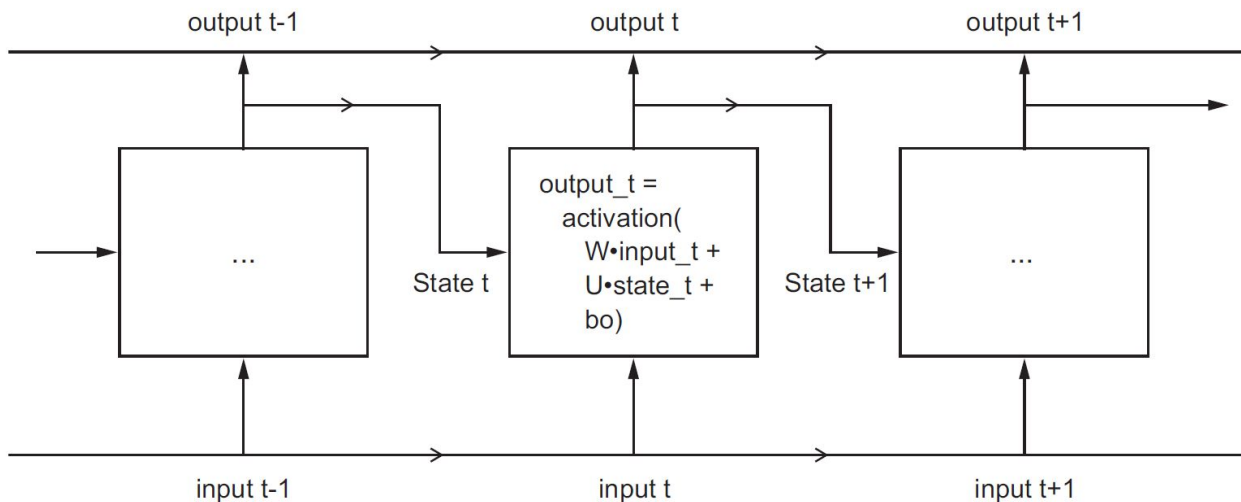 output t-1
output t
output t+1
...
output_t =
activation(
W•input_t +
U•state_t +
bo)
...
State t
State t+1
input t-1
input t
input t+1